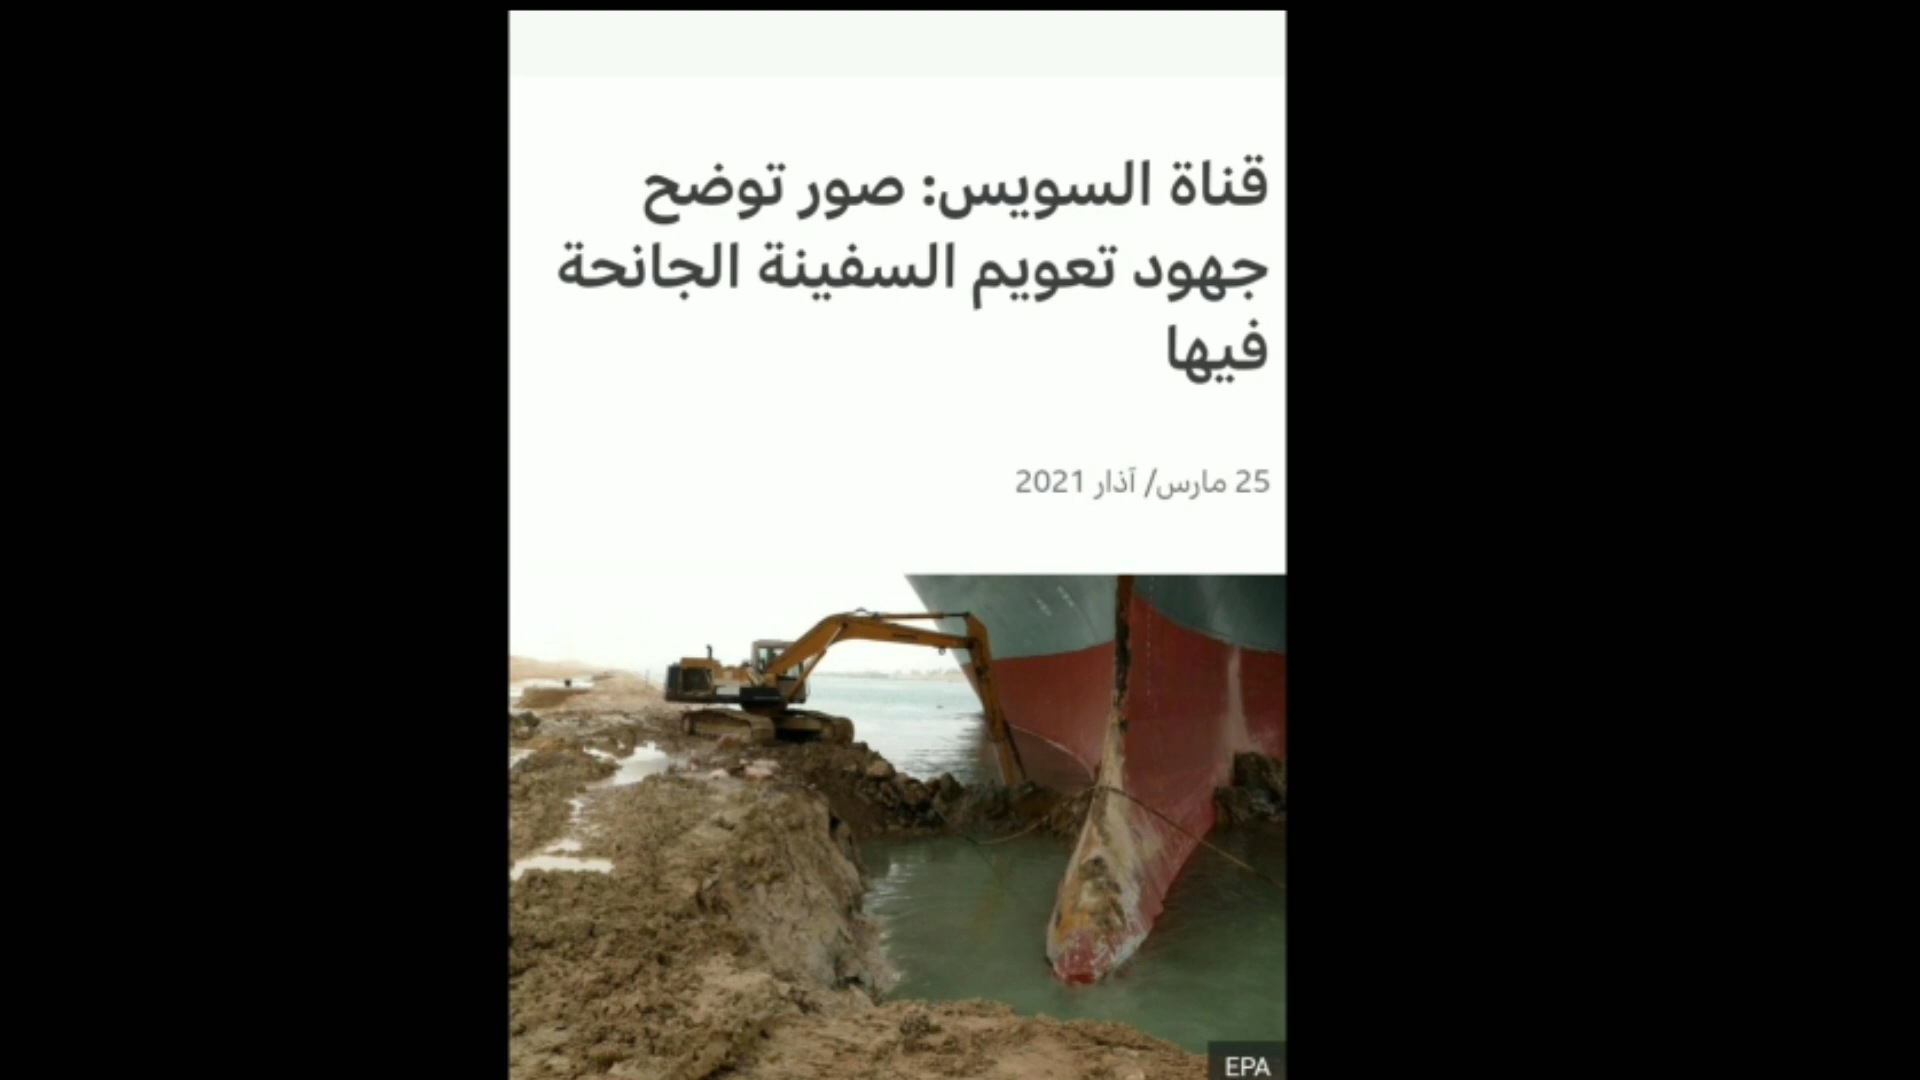 قناة السويس: صور توضح
جهود تعويم السفينة الجانحة
فيها
25 مارس/ آذار 2021
EPA